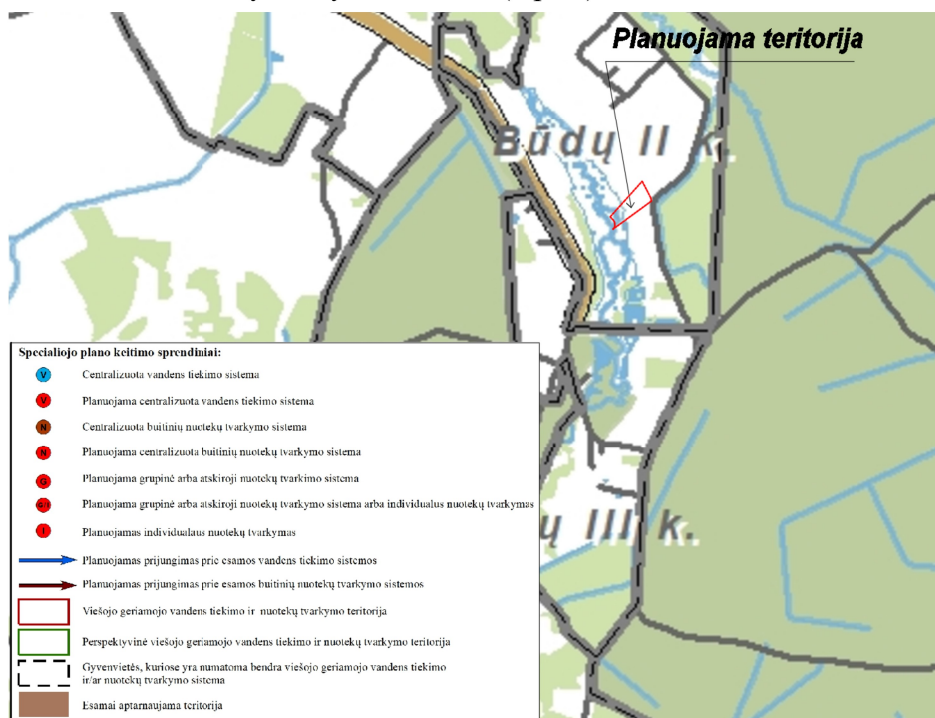 Planuojama teritorija
Būdų II k.
Specialiojo plano keitimo sprendiniai:
V Centralizuota vandens tiekimo sistema
V Planuojama centralizuota vandens tiekimo sistema
N Centralizuota buitinių nuotekų tvarkymo sistema
N Planuojama centralizuota buitinių nuotekų tvarkymo sistema
G Planuojama grupinė arba atskiroji nuotekų tvarkimo sistema
Planuojama grupinė arba atskiroji nuotekų tvarkymo sistema arba individualus nuotekų tvarkymas
I Planuojamas individualaus nuotekų tvarkymas
Planuojamas prijungimas prie esamos vandens tiekimo sistemos
Planuojamas prijungimas prie esamos buitinių nuotekų tvarkymo sistemos
Viešojo geriamojo vandens tiekimo ir nuotekų tvarkymo teritorija
Perspektyvinė viešojo geriamojo vandens tiekimo ir nuotekų tvarkymo teritorija
Gyvenvietės, kuriose yra numatoma bendra viešojo geriamojo vandens tiekimo
ir/ar nuotekų tvarkymo sistema
Esamai aptarnaujama teritorija
ų III k.